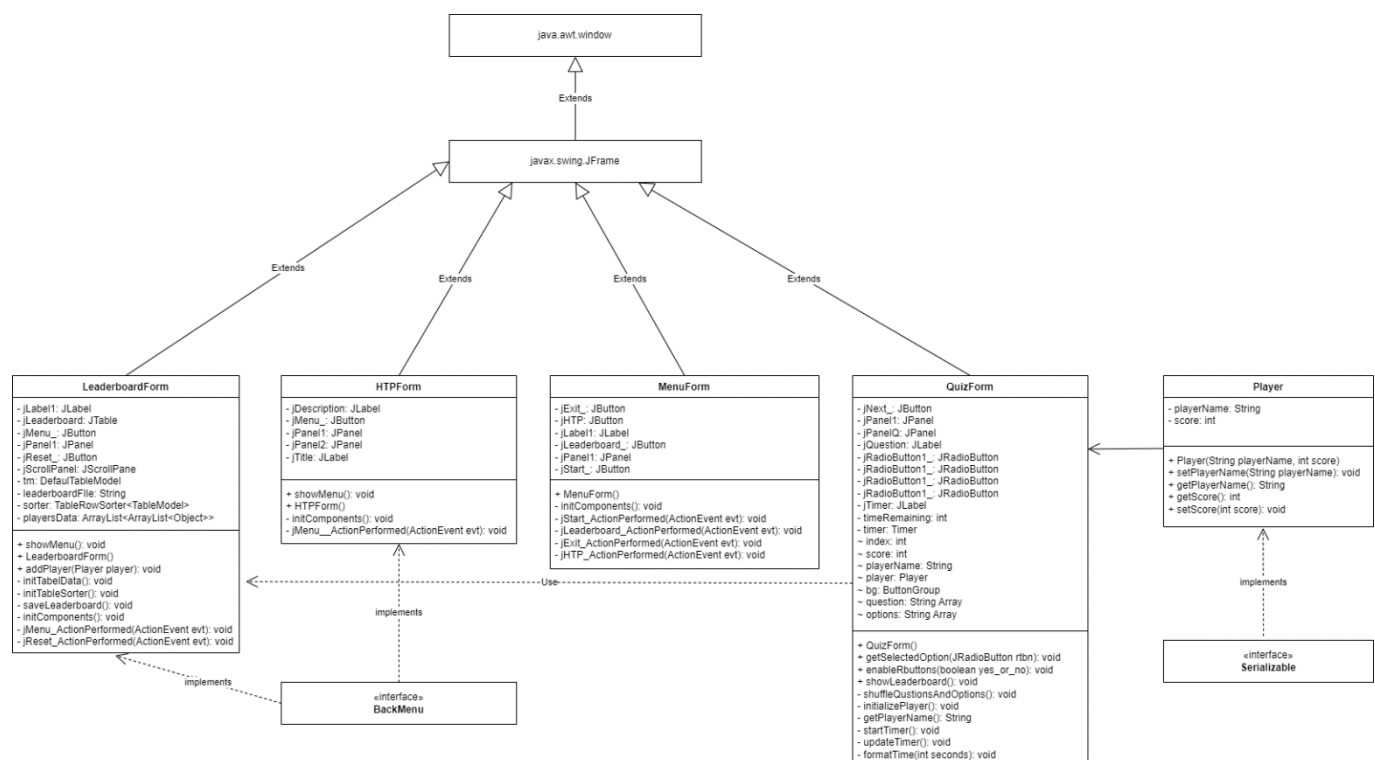 java.awt.window
Extends
javax.swing.JFrame
Extends
Extends
Extends
Extends
LeaderboardForm
- jLabel1: JLabel
- jLeaderboard: JTable
- jMenu_: JButton
- jPanel1: JPanel
- jReset_: JButton
- jScrollPanel: JScrollPane
- tm: DefaulTableModel
- leaderboardFIle: String
- sorter: TableRowSorter<TableModel>
- playersData: ArrayList<ArrayList<Object>>
+ showMenu(): void
+ LeaderboardForm()
+ addPlayer(Player player): void
- initTabelData(): void
- initTableSorter(): void
- saveLeaderboard(): void
- initComponents(): void
- jMenu_ActionPerformed(ActionEvent evt): void
- jReset_ActionPerformed(ActionEvent evt): void
HTPForm
- jDescription: JLabel
- jMenu_: JButton
- jPanel1: JPanel
- jPanel2: JPanel
- jTitle: JLabel
+ showMenu(): void
+ HTPForm()
- initComponents(): void
- jMenu__ActionPerformed(ActionEvent evt): void
MenuForm
- jExit_: JButton
- jHTP: JButton
- jLabel1: JLabel
- jLeaderboard_: JButton
- jPanel1: JPanel
- jStart_: JButton
+ MenuForm()
- initComponents(): void
- jStart_ActionPerformed(ActionEvent evt): void
- jLeaderboard_ActionPerformed(ActionEvent evt): void
- jExit_ActionPerformed(ActionEvent evt): void
- jHTP_ActionPerformed(ActionEvent evt): void
QuizForm
- jNext_: JButton
- jPanel1: JPanel
- jPanelQ: JPanel
- jQuestion: JLabel
- jRadioButton1_: JRadioButton
- jRadioButton1_: JRadioButton
- jRadioButton1_: JRadioButton
- jRadioButton1_: JRadioButton
- jTimer: JLabel
- timeRemaining: int
- timer: Timer
~ index: int
~ score: int
~ playerName: String
~ player: Player
~ bg: ButtonGroup
~ question: String Array
~ options: String Array
+ QuizForm()
+ getSelectedOption(JRadioButton rtbn): void
+ enableRbuttons(boolean yes_or_no): void
+ showLeaderboard(): void
- shuffleQustionsAndOptions(): void
- initializePlayer(): void
- getPlayerName(): String
- startTimer(): void
- updateTimer(): void
- formatTime(int seconds): void
Player
- playerName: String
- score: int
+ Player(String playerName, int score)
+ setPlayerName(String playerName): void
+ getPlayerName(): String
+ getScore(): int
+ setScore(int score): void
Use
implements
implements
implements
«interface»
BackMenu
«interface»
Serializable